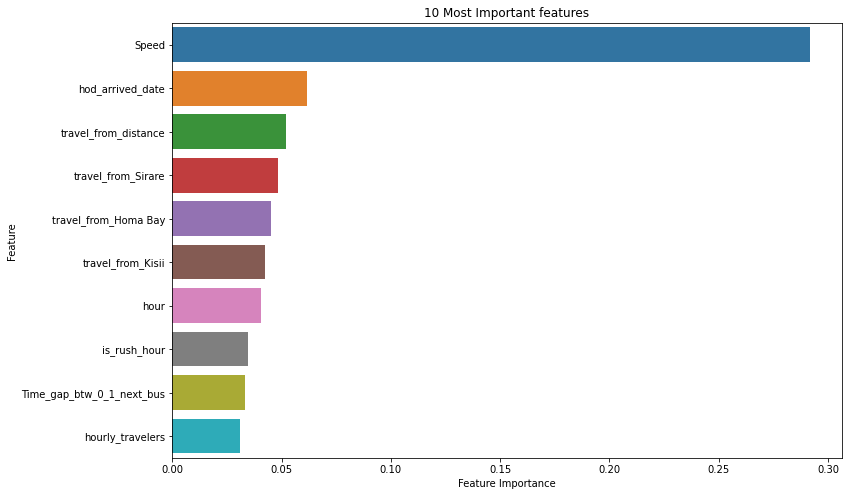 10 Most Important features
Speed
hod_arrived_date
travel_from_distance
travel_from_Sirare
travel_from_Homa Bay
travel_from_Kisii
hour
is_rush_hour
Time_gap_btw_0_1_next_bus
hourly_travelers
Feature
0.00 0.05 0.10 0.15 0.20 0.25 0.30
Feature Importance